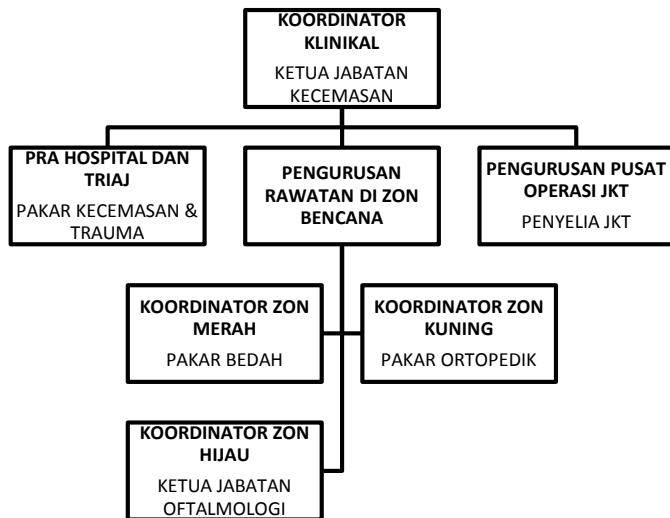 KOORDINATOR
KLINIKAL
KETUA JABATAN
KECEMASAN
PRA HOSPITAL DAN
TRIAJ
PAKAR KECEMASAN &
TRAUMA
PENGURUSAN
RAWATAN DI ZON
BENCANA
PENGURUSAN PUSAT
OPERASI JKT
PENYELIA JKT
KOORDINATOR ZON
MERAH
PAKAR BEDAH
KOORDINATOR ZON
KUNING
PAKAR ORTOPEDIK
KOORDINATOR ZON
HIJAU
KETUA JABATAN
OFTALMOLOGI